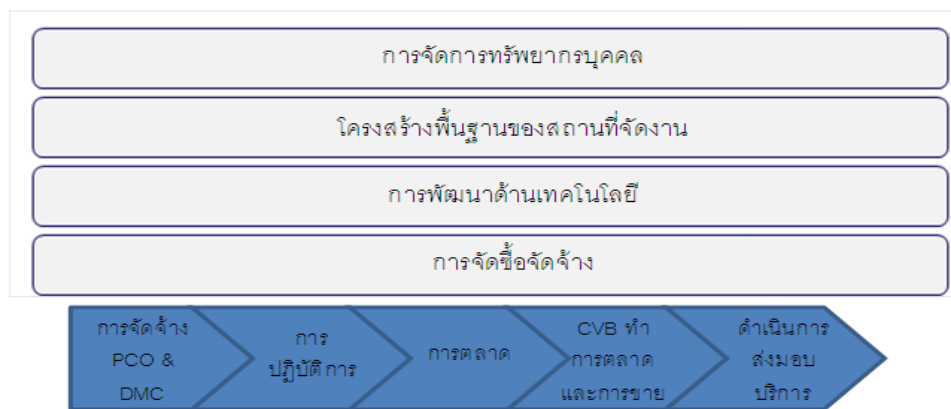 การจัดการทรัพยากรบุคคล
โครงสร้างพื้นฐานของสถานที่จัดงาน
การพัฒนาด้านเทคโนโลยี
การจัดซื้อจัดจ้าง
การจัดจ้าง
PCO &
DMC
การ
ปฏิบัติการ
การตลาด
CVB ทำ
การตลาด
และการขาย
ดำเนินการ
ส่งมอบ
บริการ